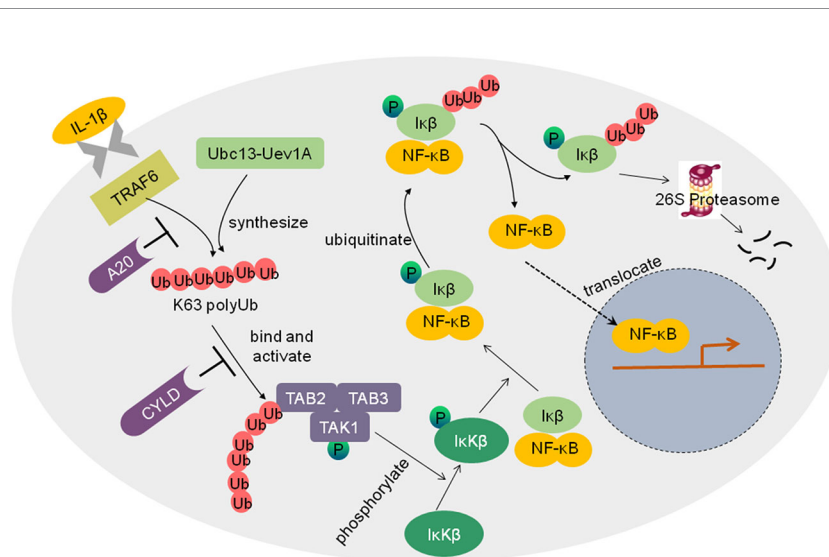 IL-1β
TRAF6
Ubc13-Uev1A
synthesize
A20
Ub Ub Ub Ub Ub Ub
K63 polyUb
bind and
activate
CYLD
Ub
Ub
Ub
Ub
Ub
Ub
TAB2
TAB3
TAK1
P
phosphorylate
IκKβ
P
IκKβ
Iκβ
NF-κB
P
Iκβ
NF-κB
ubiquitinate
P
Iκβ
Ub Ub Ub
NF-κB
P
Iκβ
Ub Ub Ub
26S Proteasome
NF-κB
translocate
NF-κB